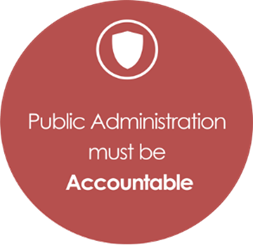 Public Administration
must be
Accountable